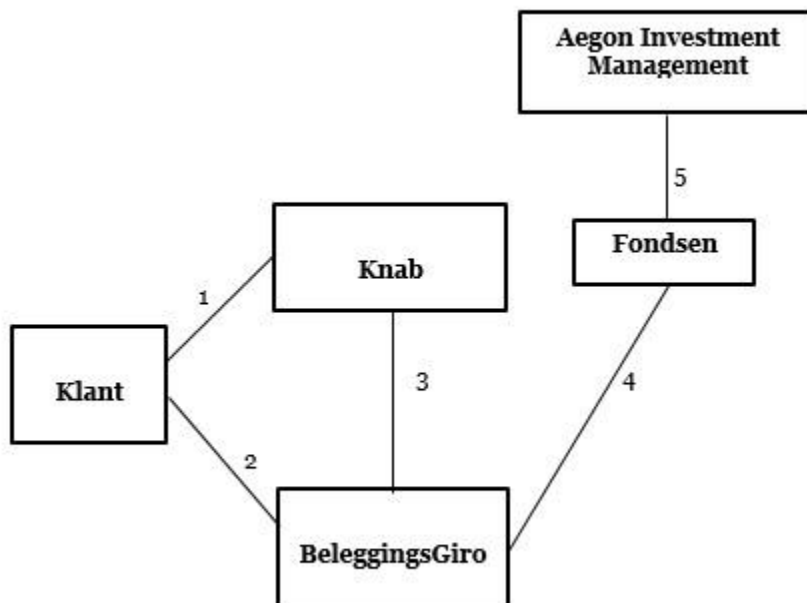 Aegon Investment
Management
5
Fondsen
Knab
1
Klant
3
4
2
BeleggingsGiro